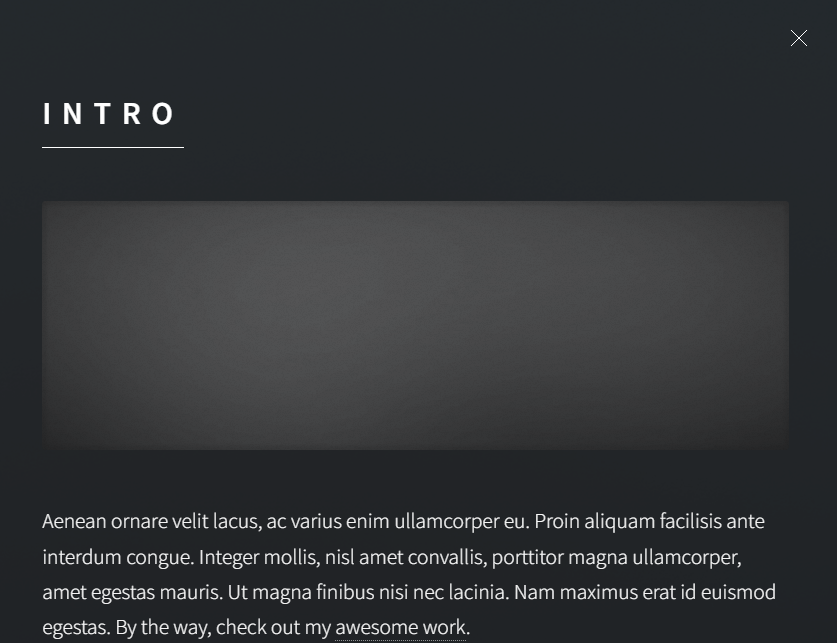 INTRO
Aenean ornare velit lacus, ac varius enim ullamcorper eu. Proin aliquam facilisis ante
interdum congue. Integer mollis, nisl amet convallis, porttitor magna ullamcorper,
amet egestas mauris. Ut magna finibus nisi nec lacinia. Nam maximus erat id euismod
egestas. By the way, check out my awesome work.